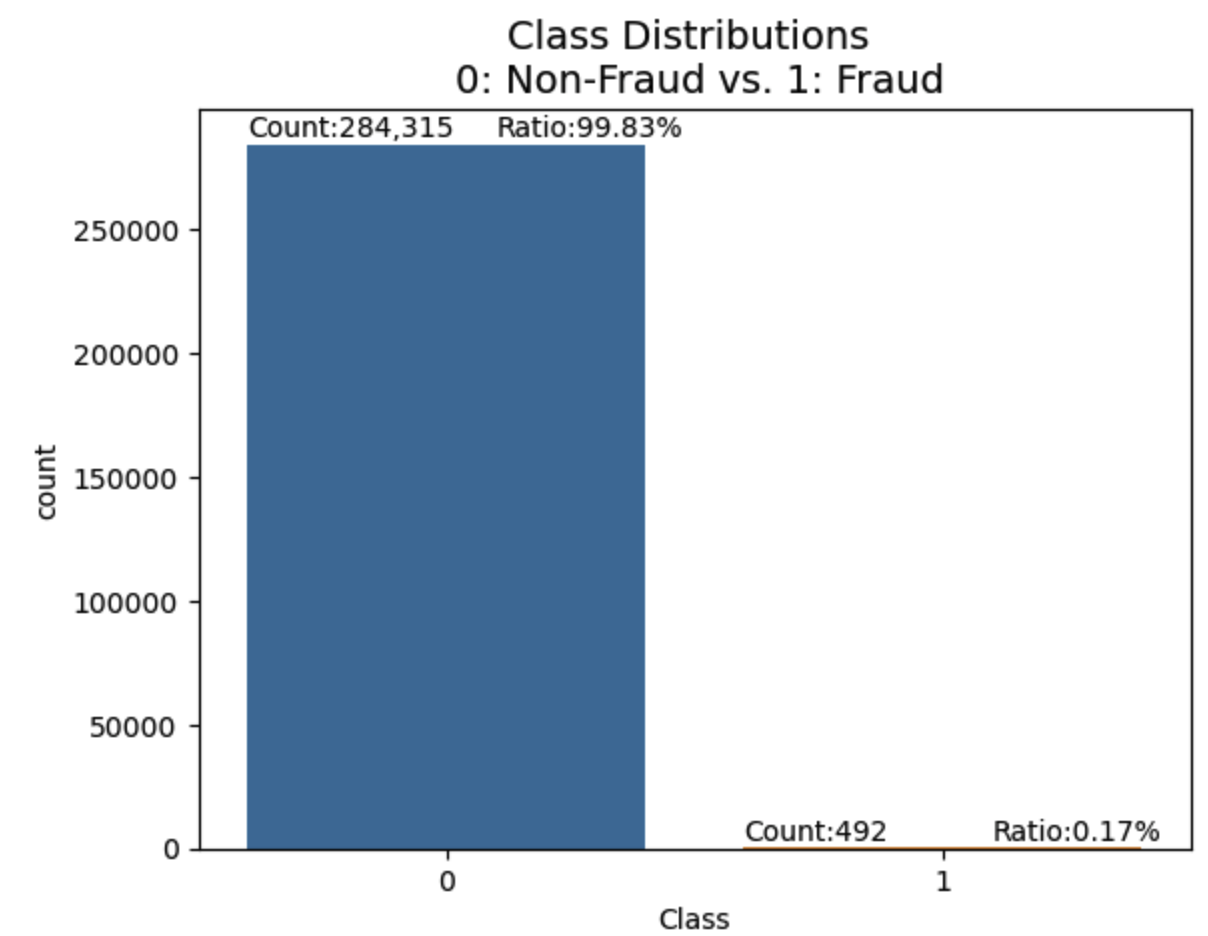 Class Distributions
0: Non-Fraud vs. 1: Fraud
Count:284,315 Ratio:99.83%
250000
200000
150000
100000
50000
0
count
Count:492 Ratio:0.17%
0 1
Class